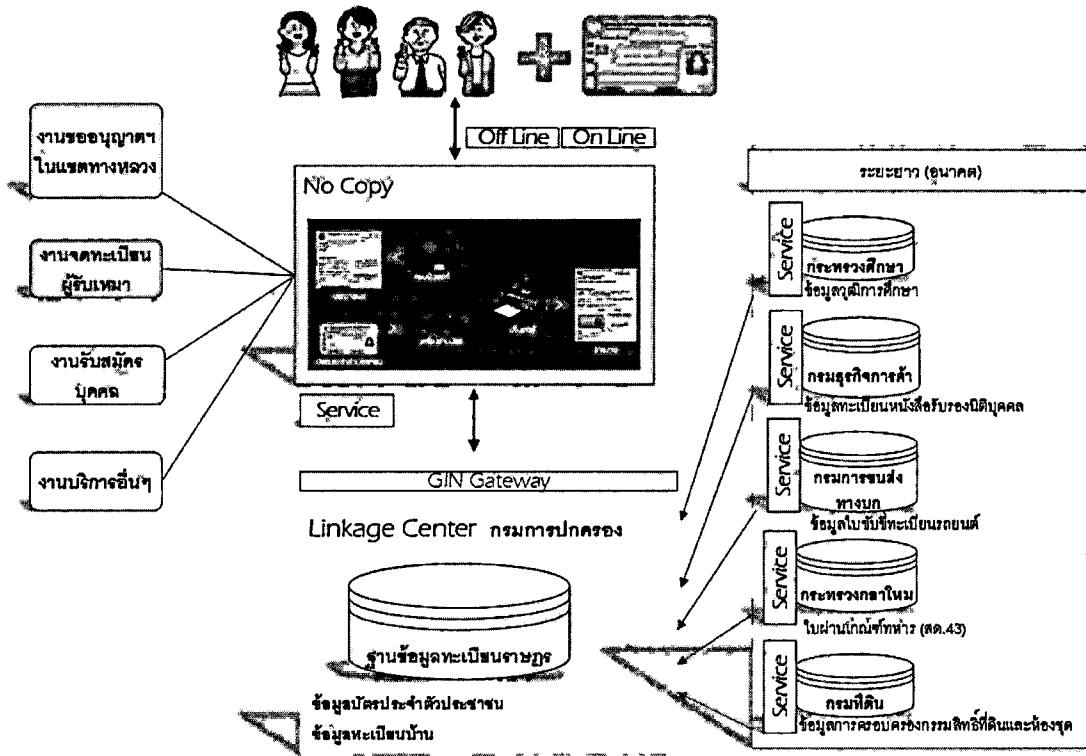 Off Line
On Line
งานขออนุญาตฯ
ในเขตทางหลวง
งานจดทะเบียน
ผู้รับเหมา
งานรับสมัคร
บุคคล
งานบริการอื่นๆ
No Copy
Service
GIN Gateway
Linkage Center กรมการปกครอง
ฐานข้อมูลทะเบียนราษฎร
ข้อมูลบัตรประจำตัวประชาชน
ข้อมูลทะเบียนบ้าน
ระยะยาว (อนาคต)
Service
กระทรวงศึกษา
ข้อมูลวุฒิการศึกษา
Service
กรมธุรกิจการค้า
ข้อมูลทะเบียนหนังสือรับรองนิติบุคคล
Service
กรมการขนส่ง
ทางบก
ข้อมูลใบขับขี่ทะเบียนรถยนต์
Service
กระทรวงกลาโหม
ใบผ่านเกณฑ์ทหาร (สด.43)
Service
กรมที่ดิน
ข้อมูลการครอบครองกรรมสิทธิ์ที่ดินและห้องชุด